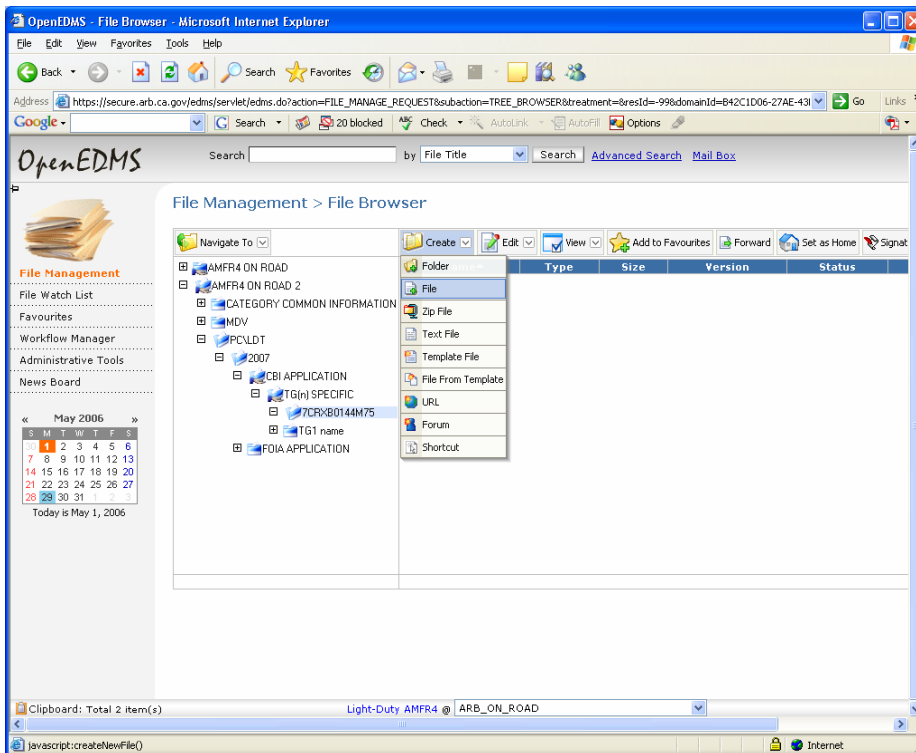 OpenEDMS - File Browser - Microsoft Internet Explorer
File Edit View Favorites Tools Help
Back Search Favorites
Address https://secure.arb.ca.gov/edms/servlet/edms.do?action=FILE_MANAGE_REQUEST&subaction=TREE_BROWSER&treatment=&resId=-99&domainId=B42C1D06-27AE-43 Go Links
Google Search 20 blocked ABC Check AutoLink AutoFill Options
OpenEDMS Search by File Title Search Advanced Search Mail Box
File Management > File Browser
Navigate To Create Edit View Add to Favourites Forward Set as Home Signat
Type Size Version Status
File Management
File Watch List
Favourites
Workflow Manager
Administrative Tools
News Board
« May 2006 »
S M T W T F S
30 1 2 3 4 5 6
7 8 9 10 11 12 13
14 15 16 17 18 19 20
21 22 23 24 25 26 27
28 29 30 31 1 2 3
Today is May 1, 2006
AMFR4 ON ROAD
AMFR4 ON ROAD 2
CATEGORY COMMON INFORMATION
MDV
PC\LDT
2007
CBI APPLICATION
TG(n) SPECIFIC
7CRXB0144M75
TG1 name
FOIA APPLICATION
Folder
File
Zip File
Text File
Template File
File From Template
URL
Forum
Shortcut
Clipboard: Total 2 item(s) Light-Duty AMFR4 @ ARB_ON_ROAD
javascript:createNewFile() Internet